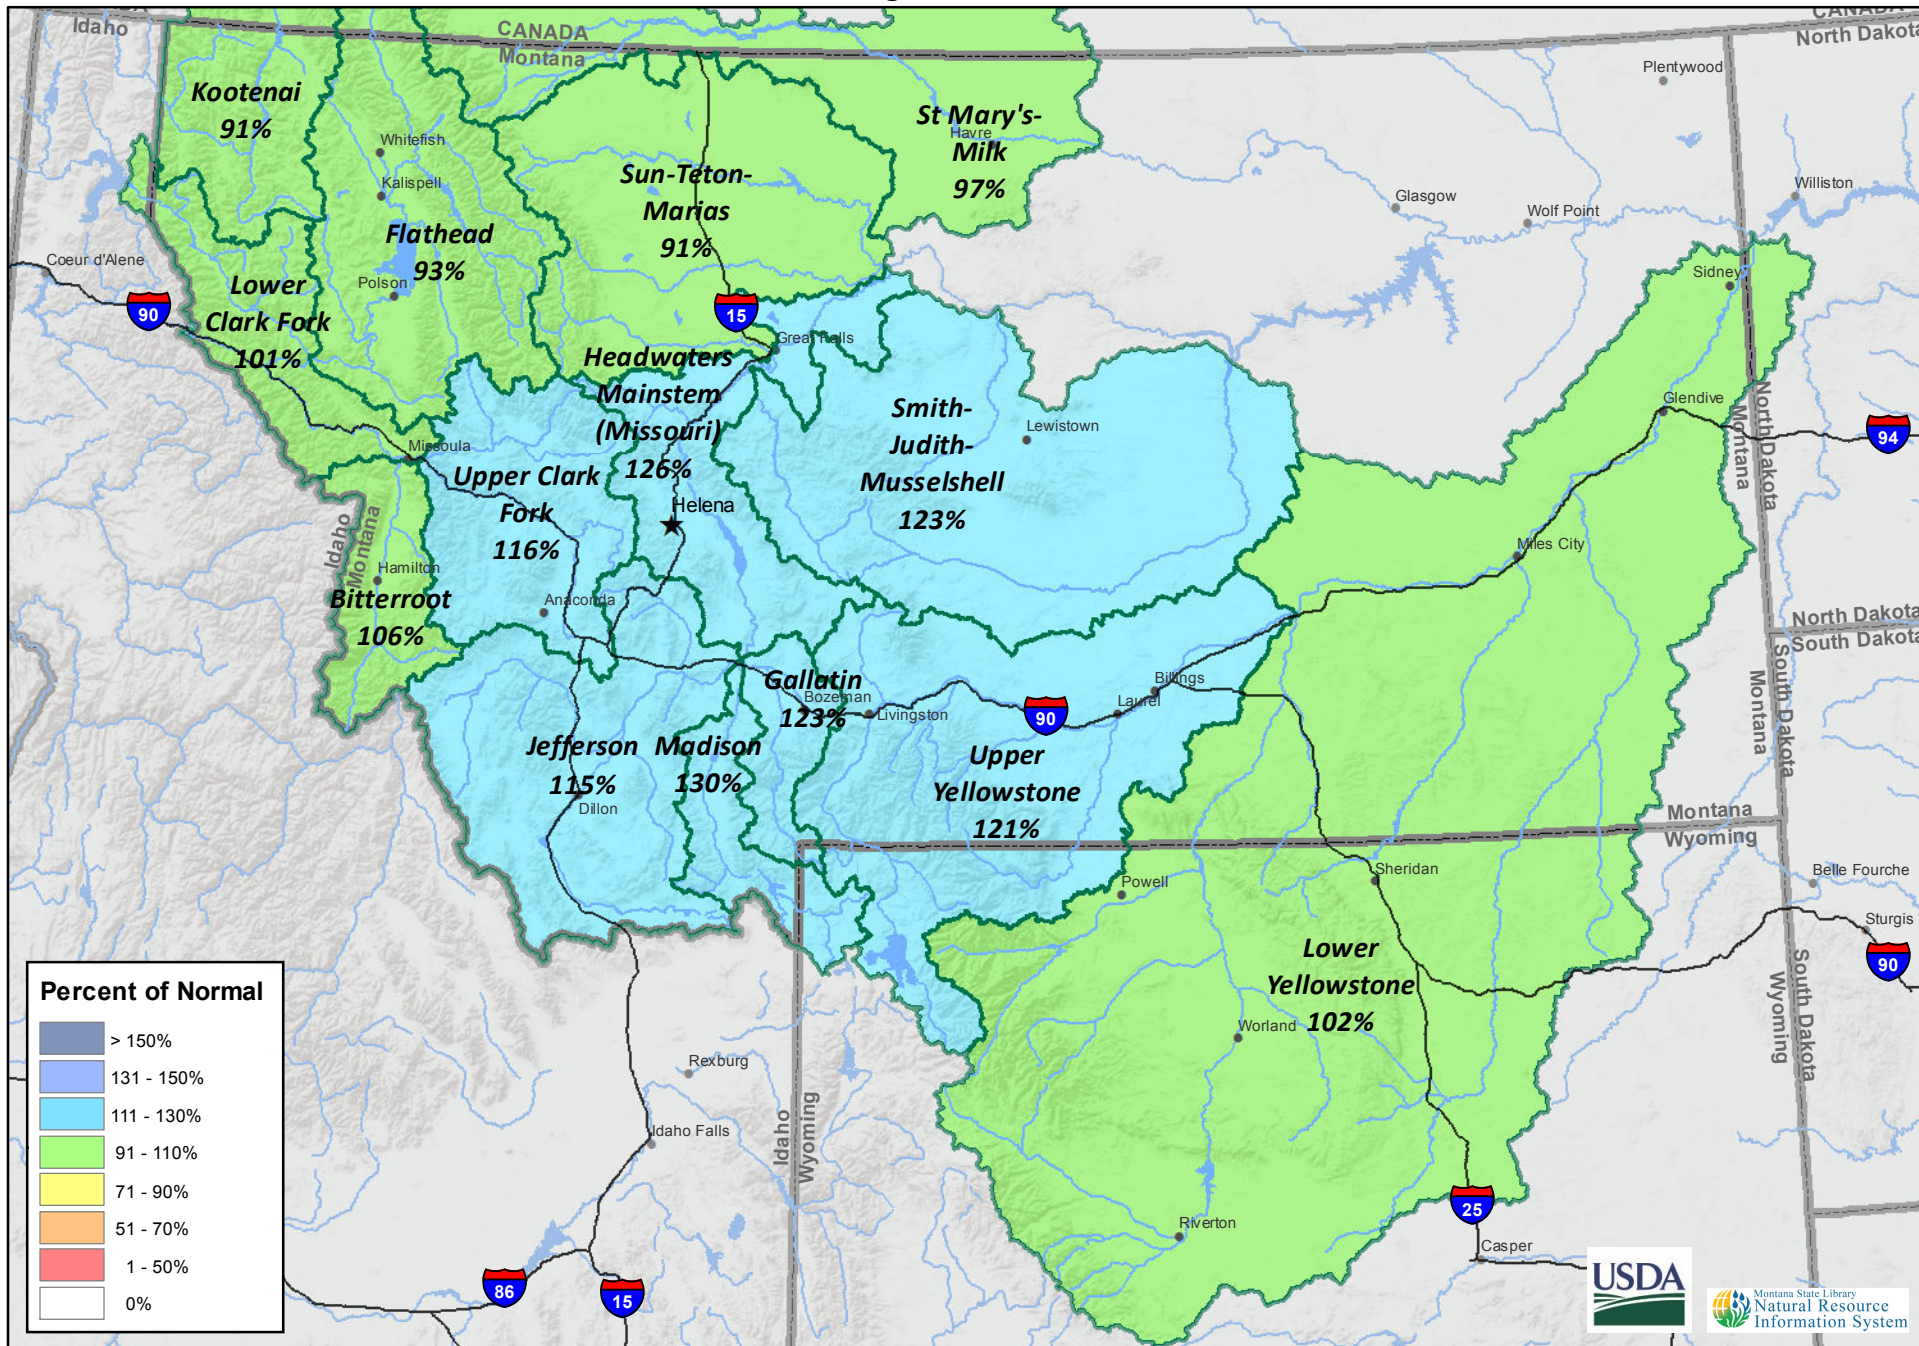 CANADA
Idaho
CANADA
Montana
CANADA
North Dakota
Plentywood
Kootenai
91%
Whitefish
Kalispell
St Mary's-
Havre
Milk
97%
Sun-Teton-
Marias
91%
Glasgow
Wolf Point
Williston
Flathead
93%
Polson
Coeur d'Alene
90
Lower
Clark Fork
101%
15
Great Falls
Sidney
Headwaters
Mainstem
(Missouri)
126%
Helena
Smith-
Judith-
Musselshell
123%
Lewistown
Glendive
94
North Dakota
Montana
Missoula
Upper Clark
Fork
116%
Idaho
Montana
Hamilton
Bitterroot
106%
Anaconda
Miles City
North Dakota
South Dakota
South Dakota
Montana
Gallatin
Bozeman
123%
Livingston
90
Laurel
Billings
Jefferson
115%
Dillon
Madison
130%
Upper
Yellowstone
121%
Montana
Wyoming
Powell
Sheridan
Belle Fourche
Sturgis
90
Lower
Yellowstone
102%
Worland
South Dakota
Wyoming
Percent of Normal
> 150%
131 - 150%
111 - 130%
91 - 110%
71 - 90%
51 - 70%
1 - 50%
0%
Rexburg
Idaho Falls
Idaho
Wyoming
86
15
Riverton
25
Casper
USDA
Montana State Library
Natural Resource
Information System